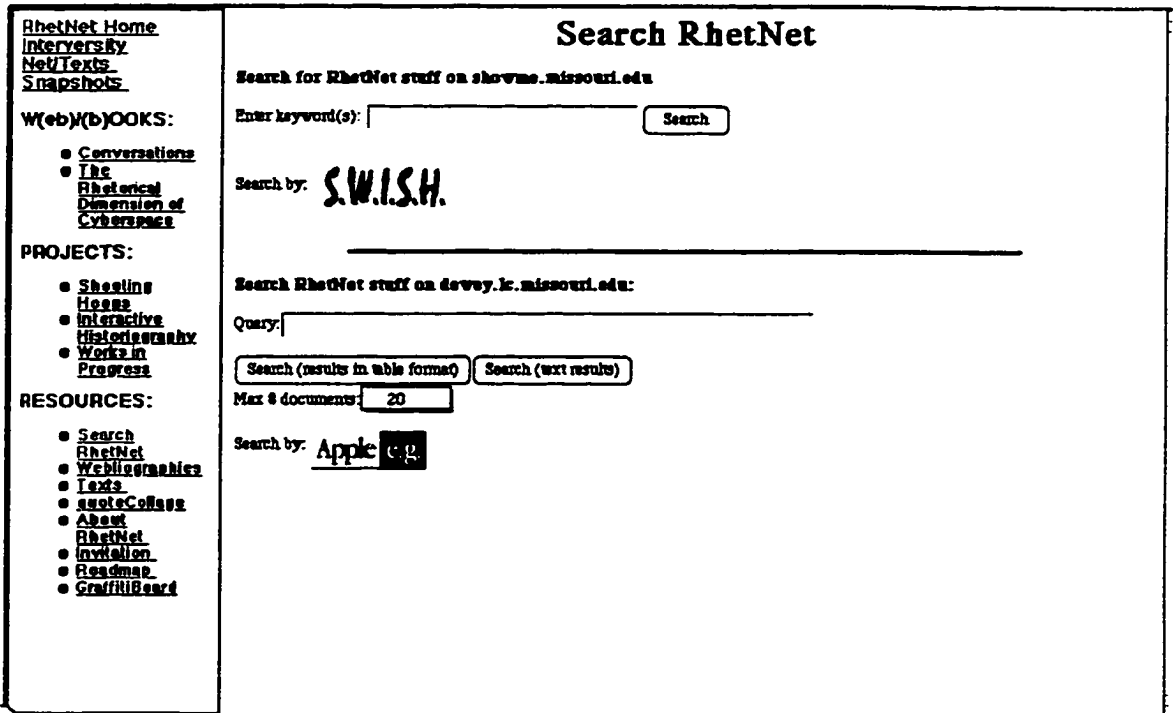 RhetNet Home
Interversity
Net/Texts
Snapshots
W(eb)/(b)OOKS:
Conversations
The
Rhetorical
Dimension of
Cyberspace
PROJECTS:
Shooting
Hoops
Interactive
Historiography
Works in
Progress
RESOURCES:
Search
RhetNet
Webliographies
Texts
quoteCollage
About
RhetNet
Invitation
Roadmap
GraffitiBoard
Search RhetNet
Search for RhetNet stuff on showme.missouri.edu
Enter keyword(s): Search
Search by: S.W.I.S.H.
Search RhetNet stuff on dewey.lc.missouri.edu:
Query:
Search (results in table format) Search (text results)
Max # documents: 20
Search by: Apple e.g.